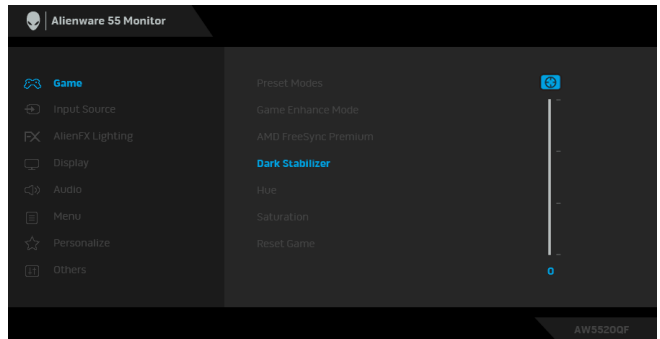 Alienware 55 Monitor
Game
Input Source
AlienFX Lighting
Display
Audio
Menu
Personalize
Others
Preset Modes
Game Enhance Mode
AMD FreeSync Premium
Dark Stabilizer
Hue
Saturation
Reset Game
0
AW5520QF